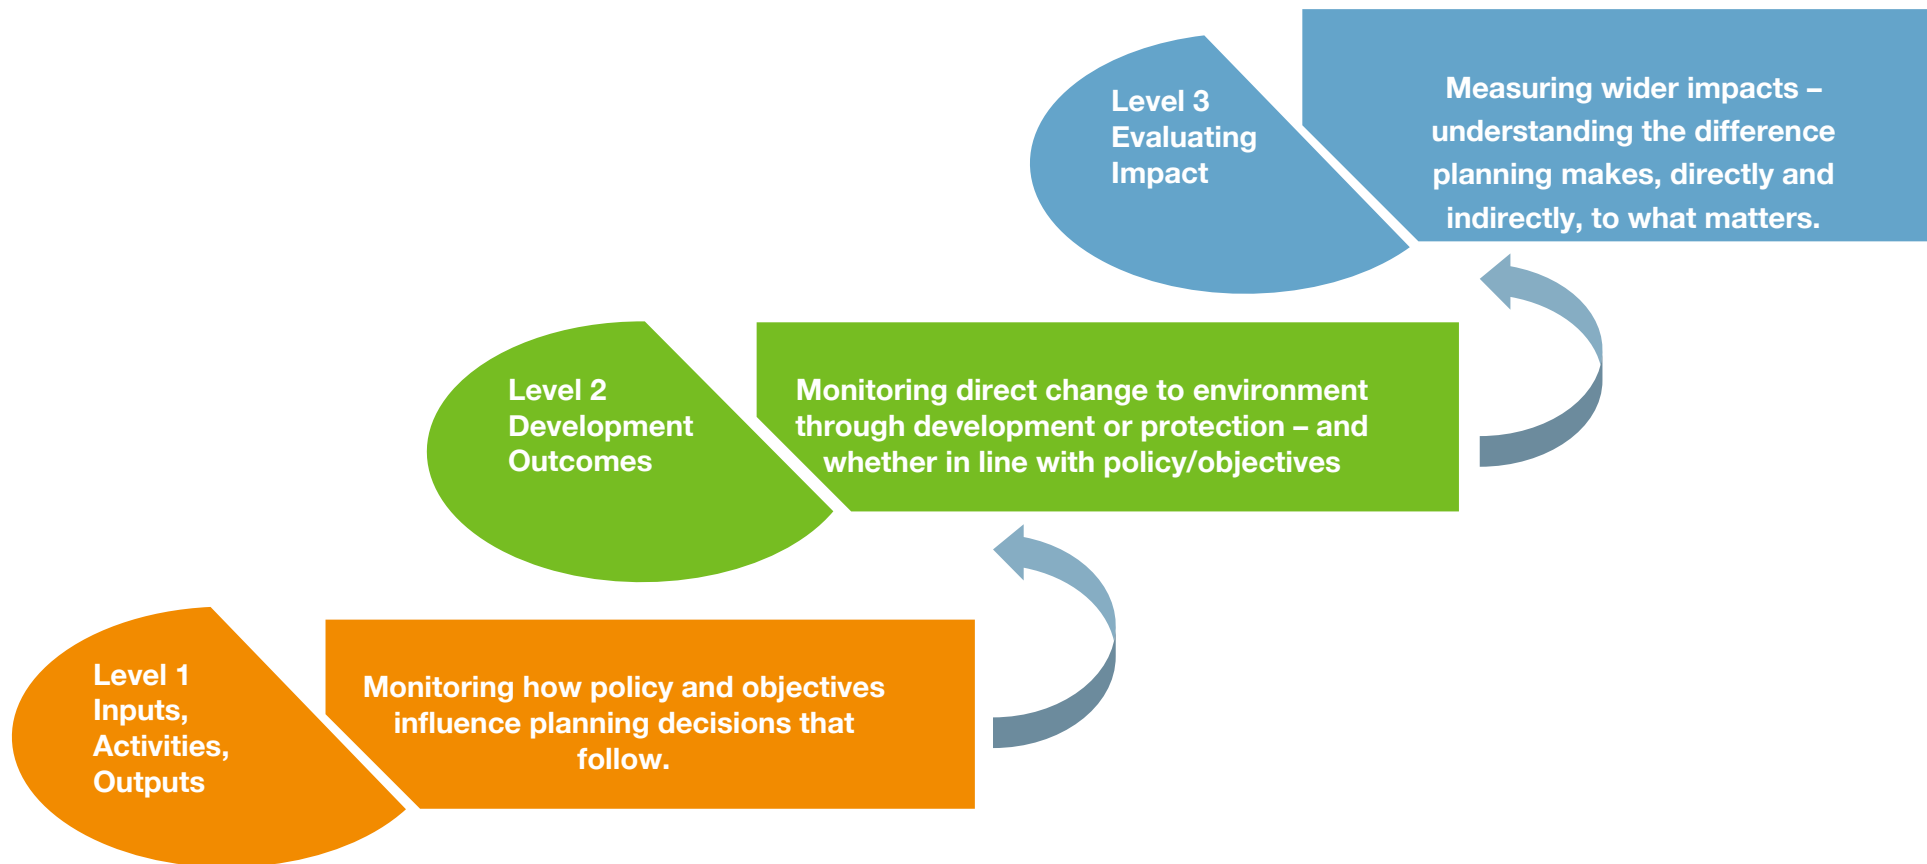 Level 3
Evaluating
Impact
Measuring wider impacts –
understanding the difference
planning makes, directly and
indirectly, to what matters.
Level 2
Development
Outcomes
Monitoring direct change to environment
through development or protection – and
whether in line with policy/objectives
Level 1
Inputs,
Activities,
Outputs
Monitoring how policy and objectives
influence planning decisions that
follow.